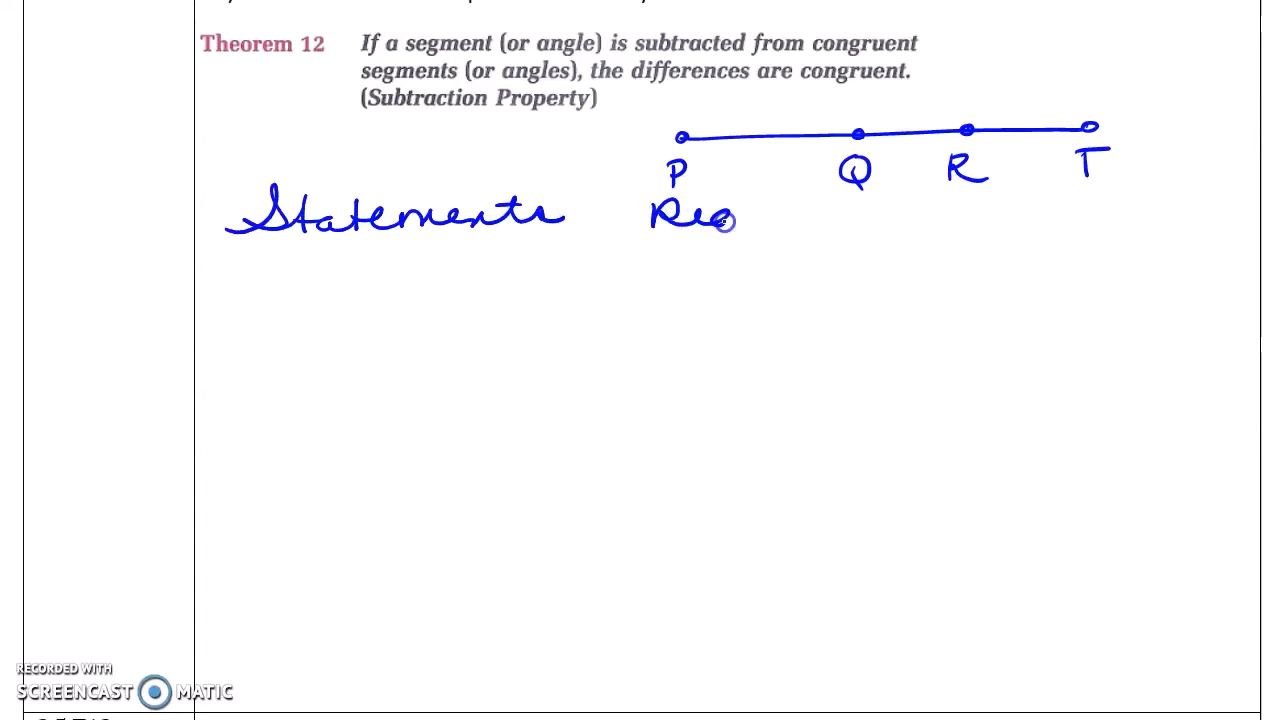 Theorem 12 If a segment (or angle) is subtracted from congruent
segments (or angles), the differences are congruent.
(Subtraction Property)
P Q R T
Statements Rea
RECORDED WITH
SCREENCAST MATIC